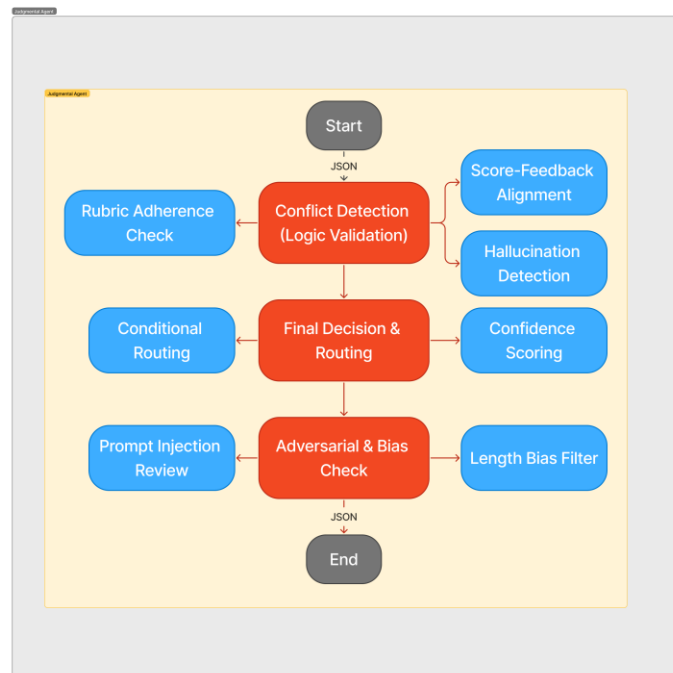 Judgmental Agent
Judgmental Agent
Start
JSON
Rubric Adherence
Check
Conflict Detection
(Logic Validation)
Score-Feedback
Alignment
Hallucination
Detection
Conditional
Routing
Final Decision &
Routing
Confidence
Scoring
Prompt Injection
Review
Adversarial & Bias
Check
Length Bias Filter
JSON
End